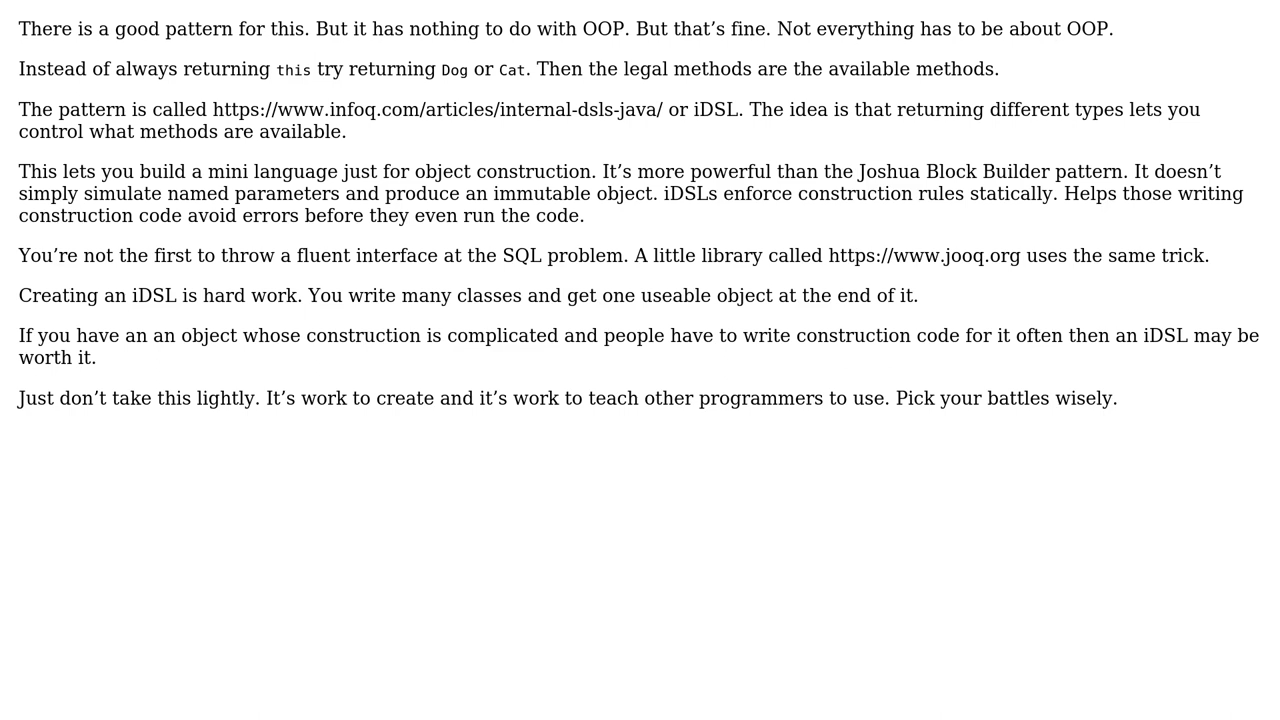 There is a good pattern for this. But it has nothing to do with OOP. But that’s fine. Not everything has to be about OOP.
Instead of always returning this try returning Dog or Cat. Then the legal methods are the available methods.
The pattern is called https://www.infoq.com/articles/internal-dsls-java/ or iDSL. The idea is that returning different types lets you
control what methods are available.
This lets you build a mini language just for object construction. It’s more powerful than the Joshua Block Builder pattern. It doesn’t
simply simulate named parameters and produce an immutable object. iDSLs enforce construction rules statically. Helps those writing
construction code avoid errors before they even run the code.
You’re not the first to throw a fluent interface at the SQL problem. A little library called https://www.jooq.org uses the same trick.
Creating an iDSL is hard work. You write many classes and get one useable object at the end of it.
If you have an an object whose construction is complicated and people have to write construction code for it often then an iDSL may be
worth it.
Just don’t take this lightly. It’s work to create and it’s work to teach other programmers to use. Pick your battles wisely.